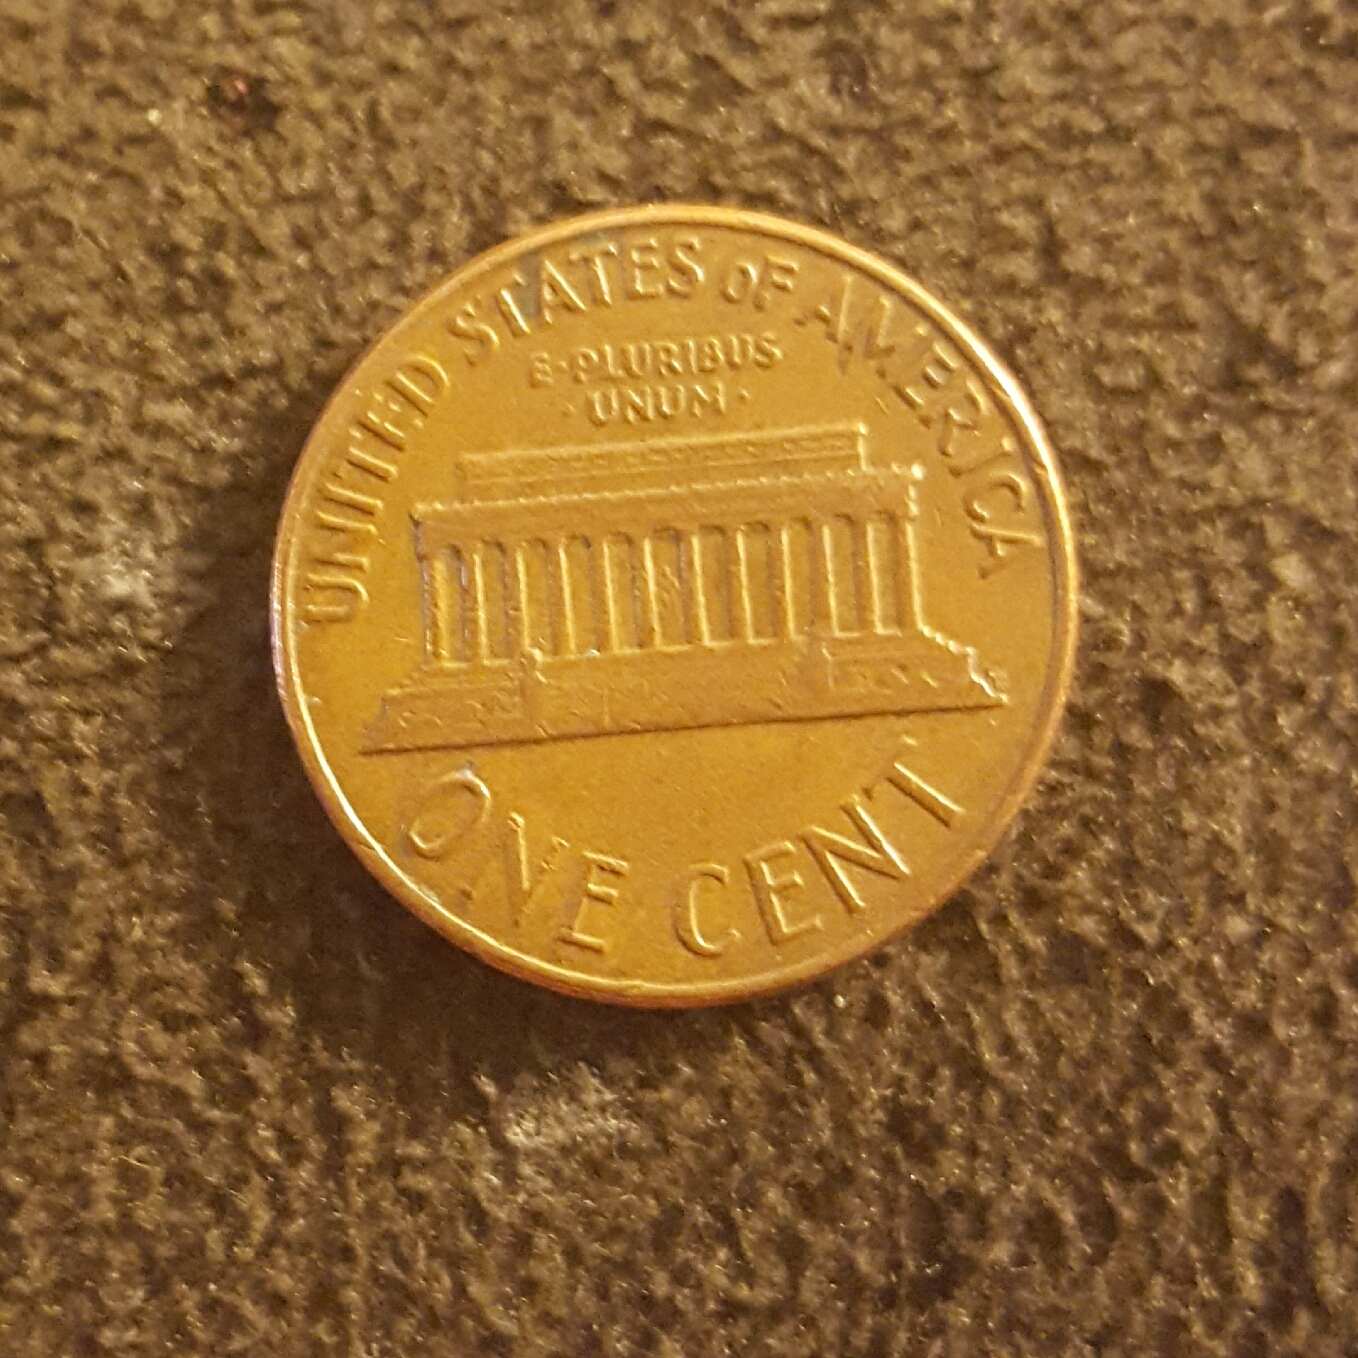 UNITED STATES OF AMERICA
E·PLURIBUS
·UNUM·
ONE CENT